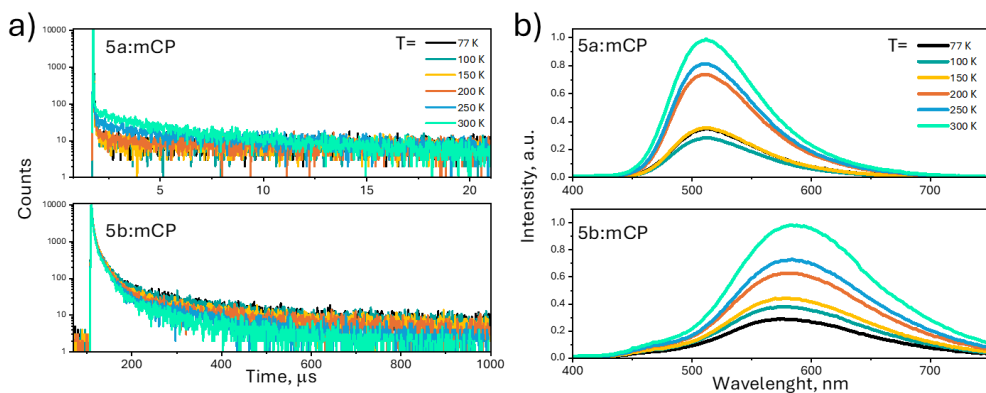 a)
5a:mCP
T=
77 K
100 K
150 K
200 K
250 K
300 K
10000
1000
100
10
1
5
10
15
20
Counts
5b:mCP
10000
1000
100
10
1
200
400
600
800
1000
Time, μs
b)
5a:mCP
T=
77 K
100 K
150 K
200 K
250 K
300 K
1.0
0.8
0.6
0.4
0.2
0.0
400
500
600
700
Intensity, a.u.
5b:mCP
1.0
0.8
0.6
0.4
0.2
0.0
400
500
600
700
Wavelenght, nm